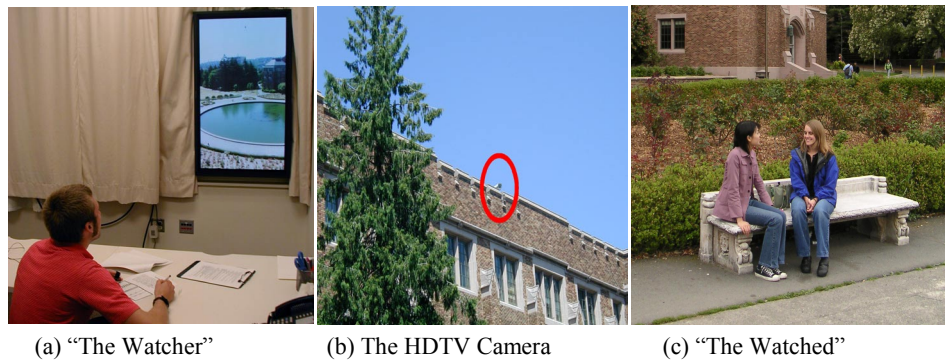 (a) “The Watcher”
(b) The HDTV Camera
(c) “The Watched”